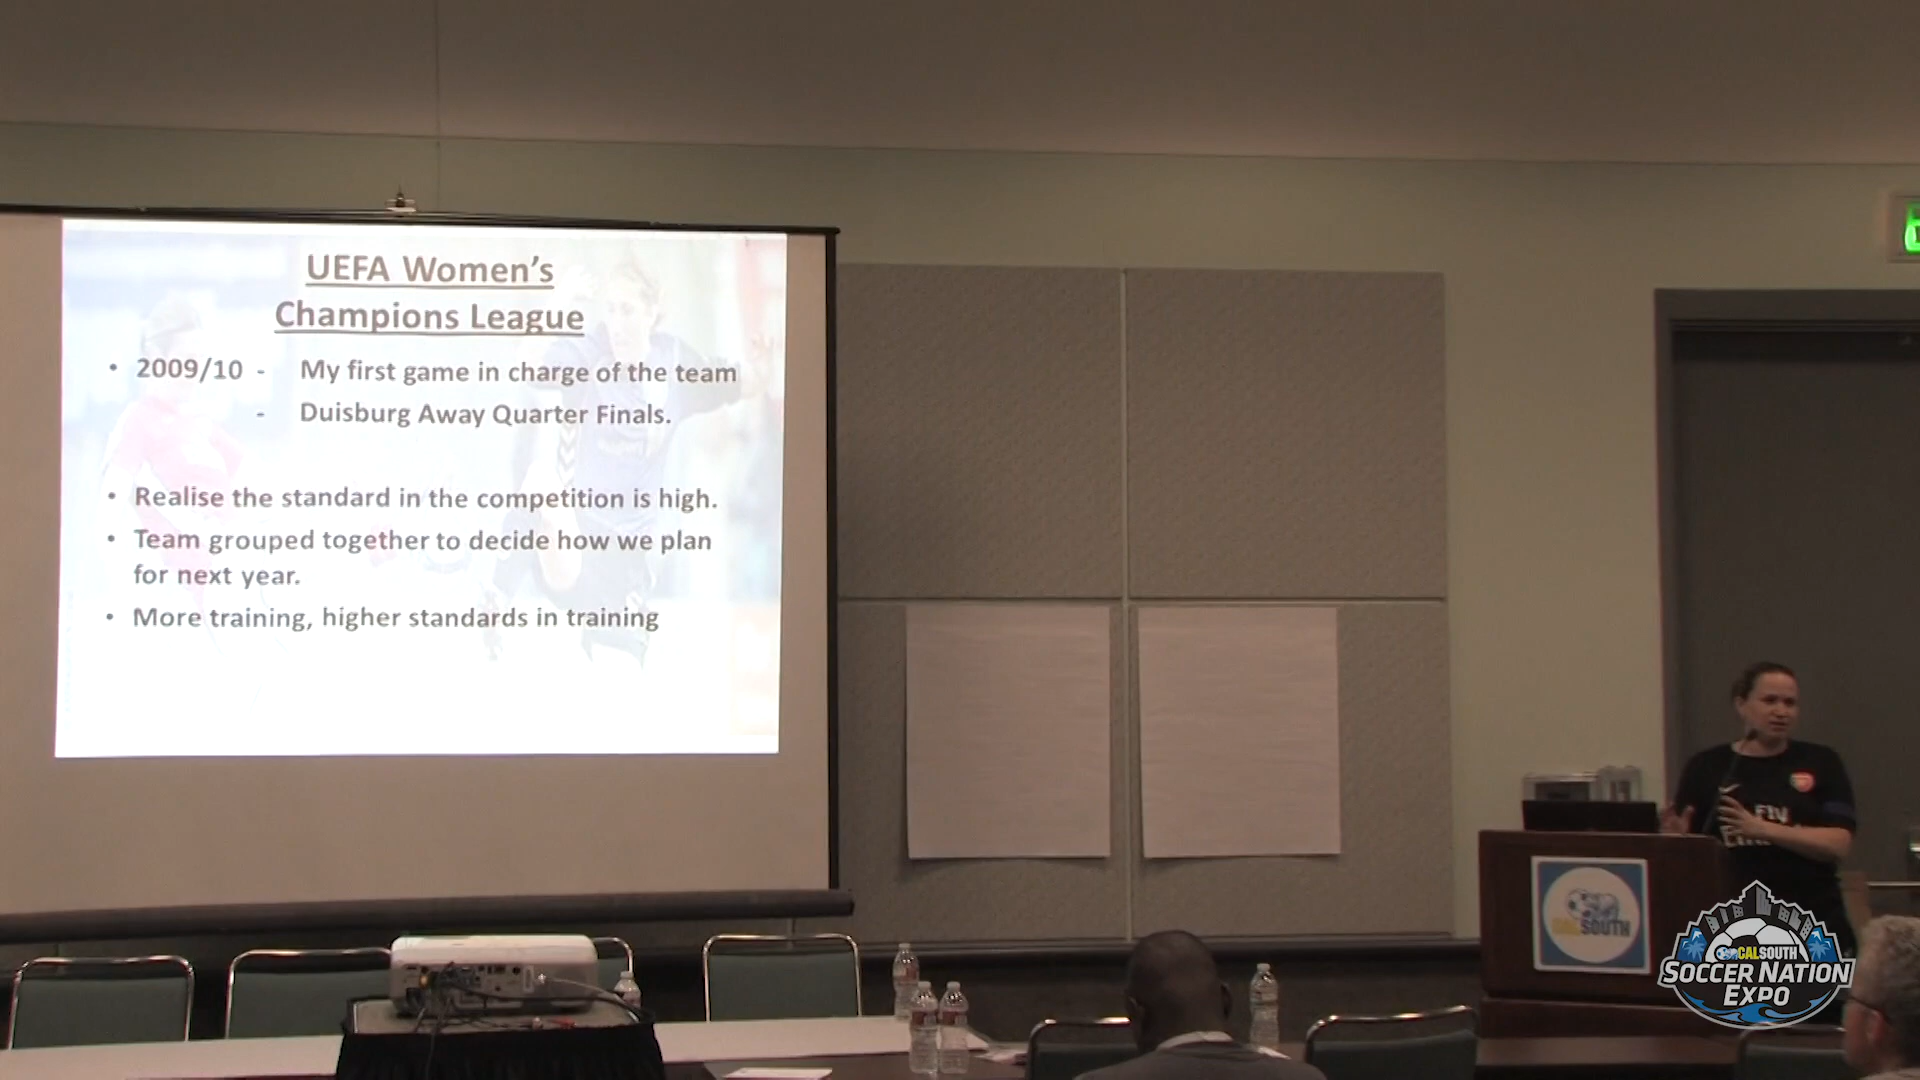 UEFA Women's
Champions League
• 2009/10 - My first game in charge of the team
- Duisburg Away Quarter Finals.
• Realise the standard in the competition is high.
• Team grouped together to decide how we plan
for next year.
• More training, higher standards in training
CALSOUTH
CALSOUTH
SOCCER NATION
EXPO